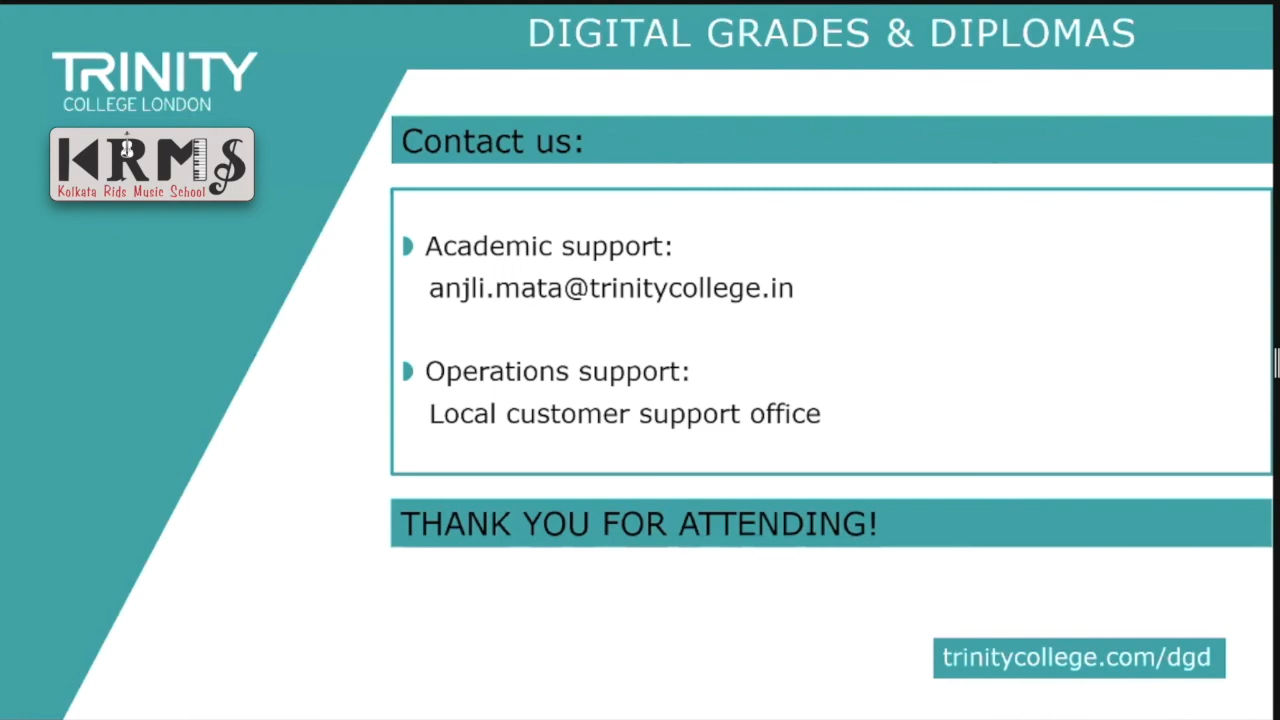 DIGITAL GRADES & DIPLOMAS
TRINITY
COLLEGE LONDON
KRMS
Kolkata Rids Music School
Contact us:
Academic support:
anjli.mata@trinitycollege.in
Operations support:
Local customer support office
THANK YOU FOR ATTENDING!
trinitycollege.com/dgd